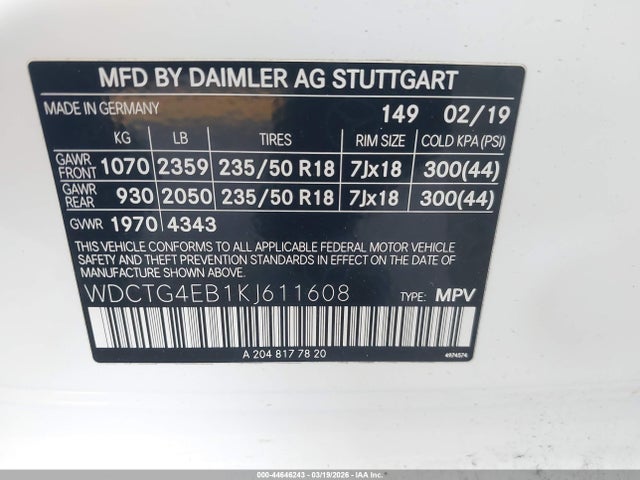 MFD BY DAIMLER AG STUTTGART
MADE IN GERMANY 149 02/19
KG LB TIRES RIM SIZE COLD KPA (PSI)
GAWR FRONT 1070 2359 235/50 R18 7Jx18 300(44)
GAWR REAR 930 2050 235/50 R18 7Jx18 300(44)
GVWR 1970 4343
THIS VEHICLE CONFORMS TO ALL APPLICABLE FEDERAL MOTOR VEHICLE
SAFETY AND THEFT PREVENTION STANDARDS IN EFFECT ON THE DATE
OF MANUFACTURE SHOWN ABOVE.
WDCTG4EB1KJ611608 TYPE: MPV
A 204 817 78 20
000-44646243 - 03/19/2026 - IAAI.COM